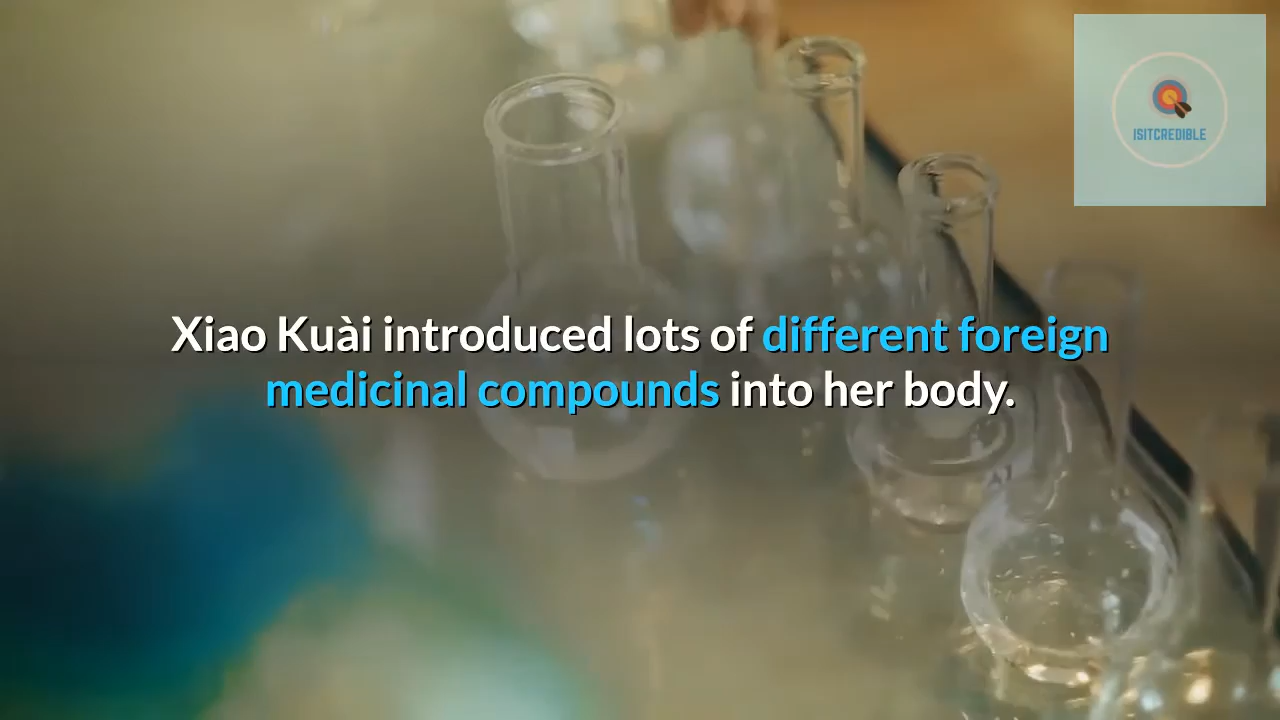 ISITCREDIBLE
Xiao Kuài introduced lots of different foreign
medicinal compounds into her body.